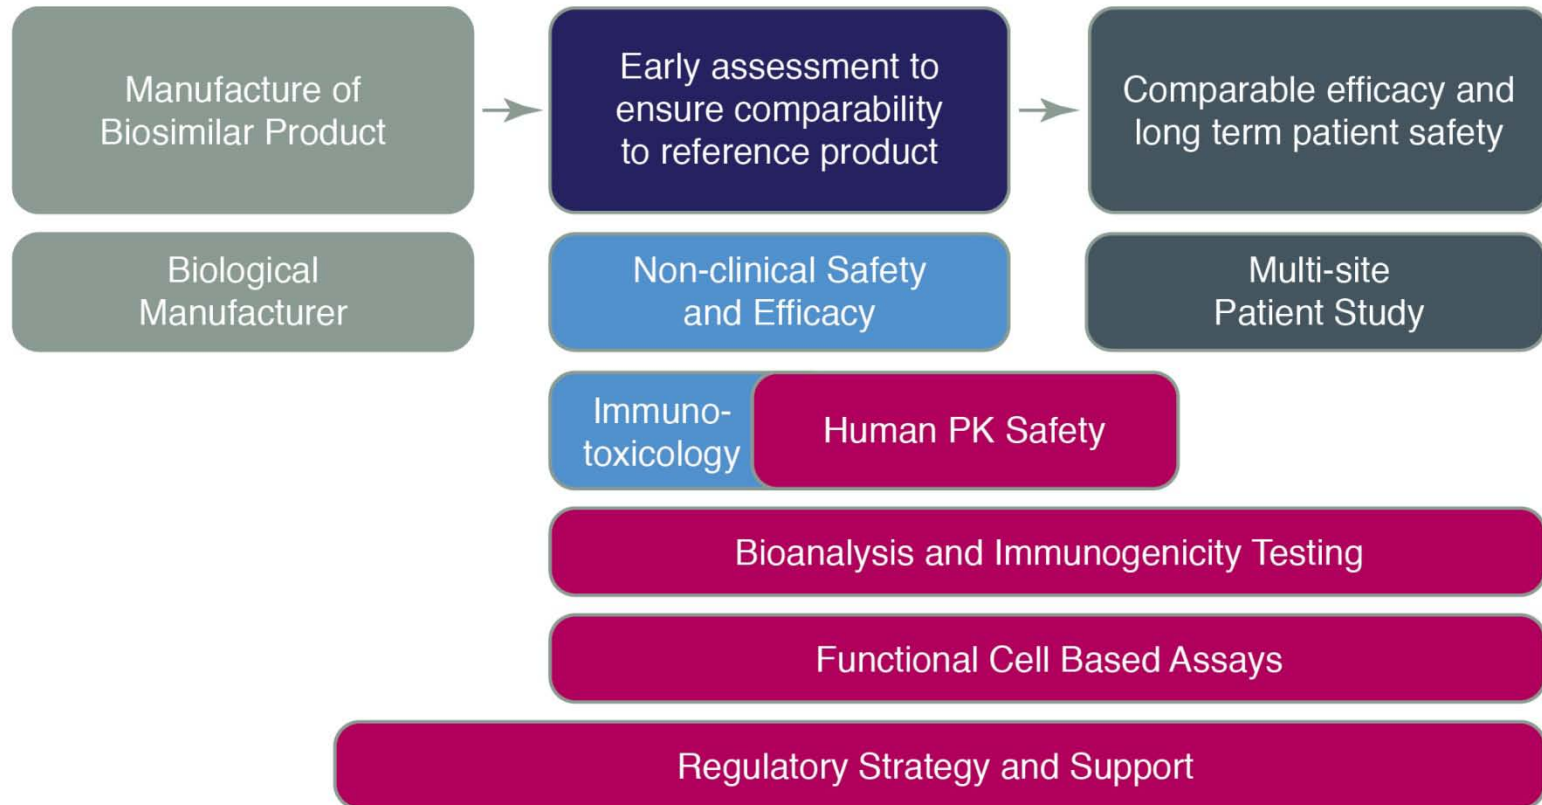 Manufacture of
Biosimilar Product
Early assessment to
ensure comparability
to reference product
Comparable efficacy and
long term patient safety
Biological
Manufacturer
Non-clinical Safety
and Efficacy
Multi-site
Patient Study
Immuno-
toxicology
Human PK Safety
Bioanalysis and Immunogenicity Testing
Functional Cell Based Assays
Regulatory Strategy and Support